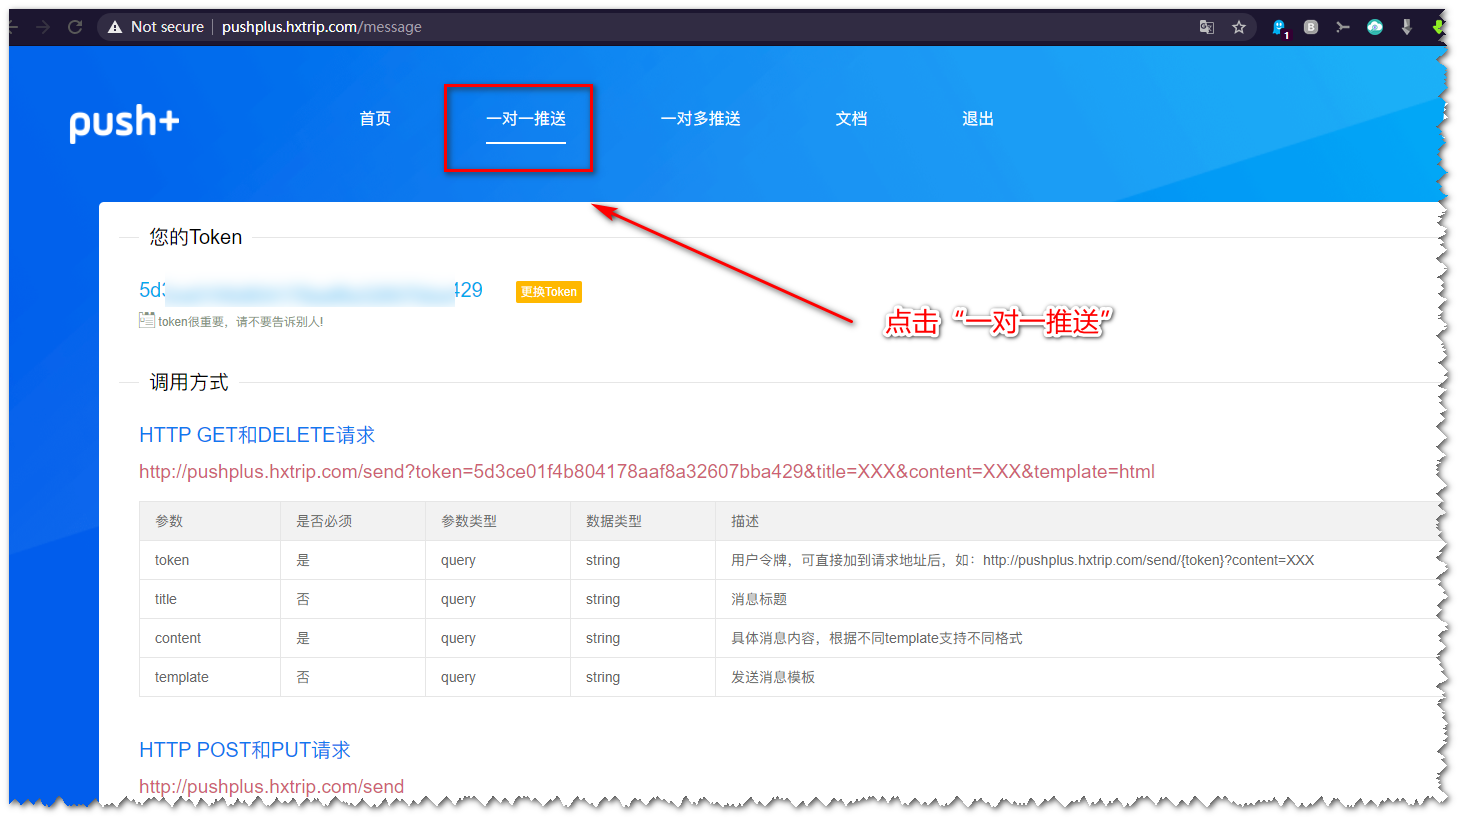 Not secure | pushplus.hxtrip.com/message
1
B
push+
首页
一对一推送
一对多推送
文档
退出
您的Token
5d 429 更换Token
token很重要，请不要告诉别人!
点击“一对一推送”
调用方式
HTTP GET和DELETE请求
http://pushplus.hxtrip.com/send?token=5d3ce01f4b804178aaf8a32607bba429&title=XXX&content=XXX&template=html
参数 是否必须 参数类型 数据类型 描述
token 是 query string 用户令牌，可直接加到请求地址后，如：http://pushplus.hxtrip.com/send/{token}?content=XXX
title 否 query string 消息标题
content 是 query string 具体消息内容，根据不同template支持不同格式
template 否 query string 发送消息模板
HTTP POST和PUT请求
http://pushplus.hxtrip.com/send